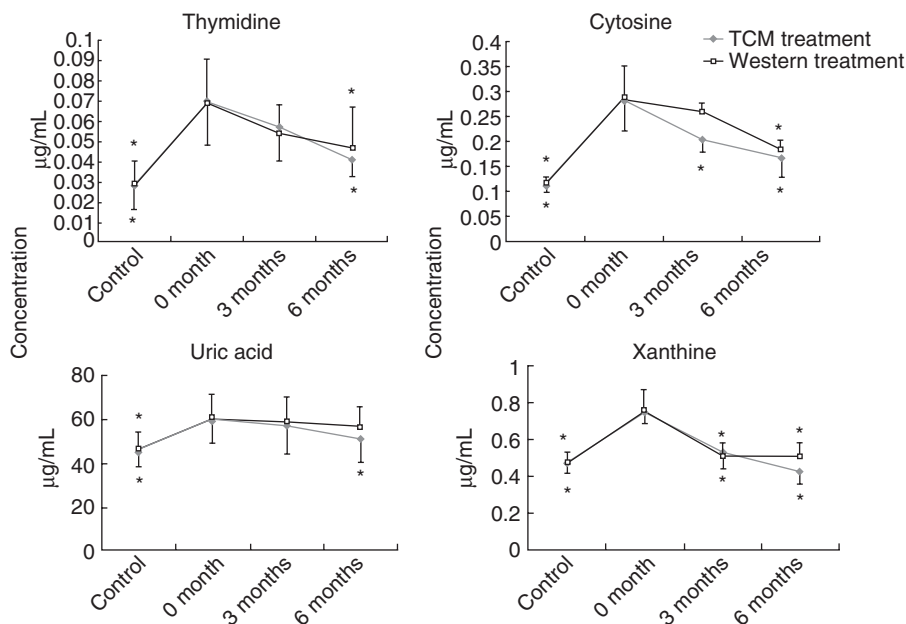 Thymidine
0.1
0.09
0.08
0.07
0.06
0.05
0.04
0.03
0.02
0.01
µg/mL
Concentration
* * * *
Control
0 month
3 months
6 months
Cytosine
TCM treatment
Western treatment
0.4
0.35
0.3
0.25
0.2
0.15
0.1
0.05
0
µg/mL
Concentration
* * * * *
Control
0 month
3 months
6 months
Uric acid
80
60
40
20
0
µg/mL
* * *
Control
0 month
3 months
6 months
Xanthine
1
0.8
0.6
0.4
0.2
0
µg/mL
* * * * * *
Control
0 month
3 months
6 months